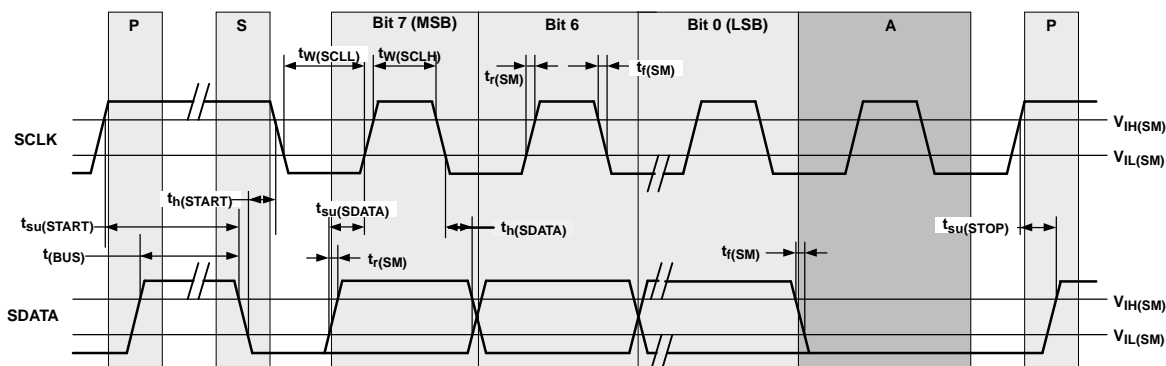 P S Bit 7 (MSB) Bit 6 Bit 0 (LSB) A P
tW(SCLL) tW(SCLH)
tr(SM) tf(SM)
SCLK
VIH(SM)
VIL(SM)
th(START)
tsu(START)
tsu(SDATA)
th(SDATA)
tsu(STOP)
t(BUS)
tr(SM)
tf(SM)
SDATA
VIH(SM)
VIL(SM)